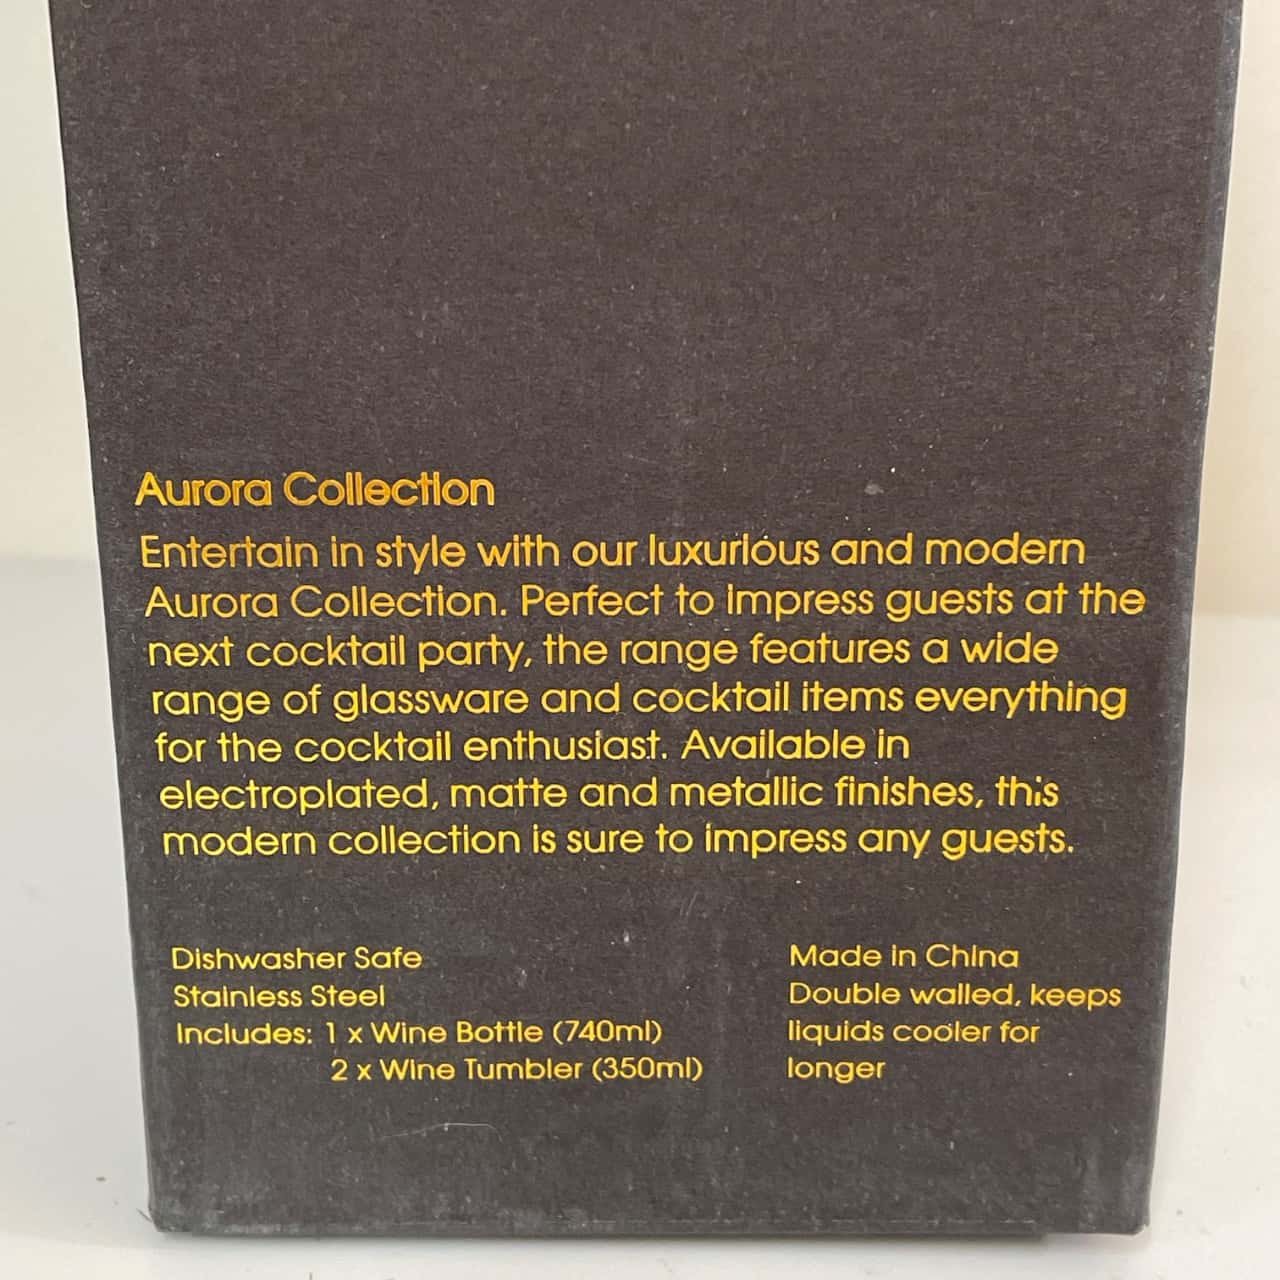 Aurora Collection
Entertain in style with our luxurious and modern
Aurora Collection. Perfect to impress guests at the
next cocktail party, the range features a wide
range of glassware and cocktail items everything
for the cocktail enthusiast. Available in
electroplated, matte and metallic finishes, this
modern collection is sure to impress any guests.
Dishwasher Safe
Stainless Steel
Includes: 1 x Wine Bottle (740ml)
2 x Wine Tumbler (350ml)
Made in China
Double walled, keeps
liquids cooler for
longer